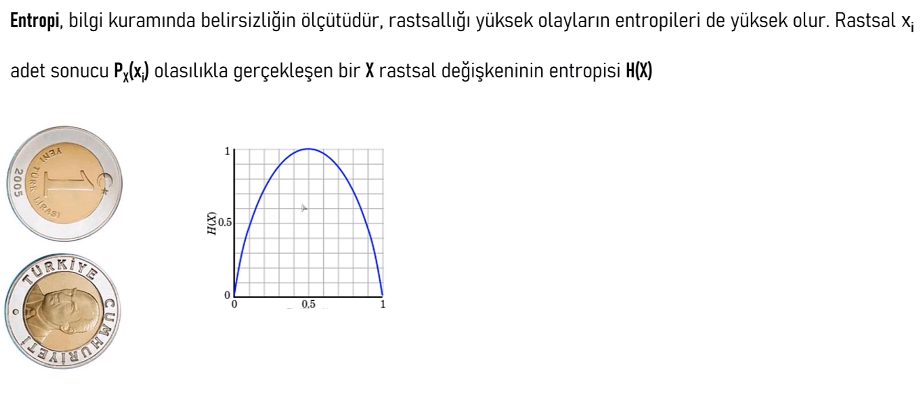 Entropi, bilgi kuramında belirsizliğin ölçütüdür, rastsallığı yüksek olayların entropileri de yüksek olur. Rastsal xi
adet sonucu PX(xi) olasılıkla gerçekleşen bir X rastsal değişkeninin entropisi H(X)
YENİ TÜRK LİRASI
1
2005
TÜRKİYE CUMHURİYETİ
1
H(X)
0.5
0
0
0.5
1